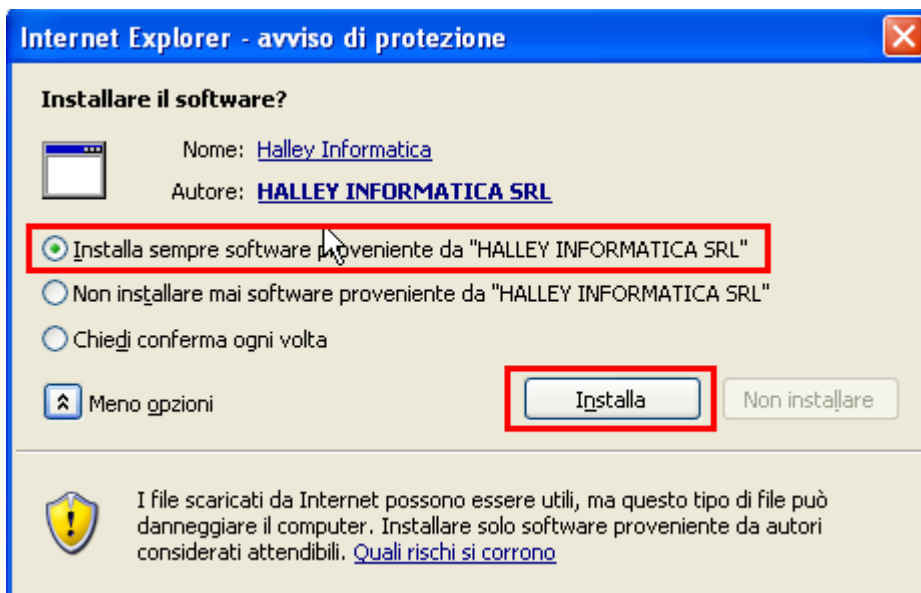 Internet Explorer - avviso di protezione
Installare il software?
Nome: Halley Informatica
Autore: HALLEY INFORMATICA SRL
Installa sempre software proveniente da "HALLEY INFORMATICA SRL"
Non installare mai software proveniente da "HALLEY INFORMATICA SRL"
Chiedi conferma ogni volta
Meno opzioni
Installa
Non installare
I file scaricati da Internet possono essere utili, ma questo tipo di file può
danneggiare il computer. Installare solo software proveniente da autori
considerati attendibili. Quali rischi si corrono